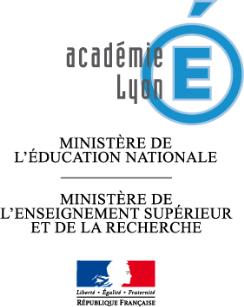 académie
Lyon
É
MINISTÈRE DE
L'ÉDUCATION NATIONALE
MINISTÈRE DE
L'ENSEIGNEMENT SUPÉRIEUR
ET DE LA RECHERCHE
Liberté • Égalité • Fraternité
RÉPUBLIQUE FRANÇAISE